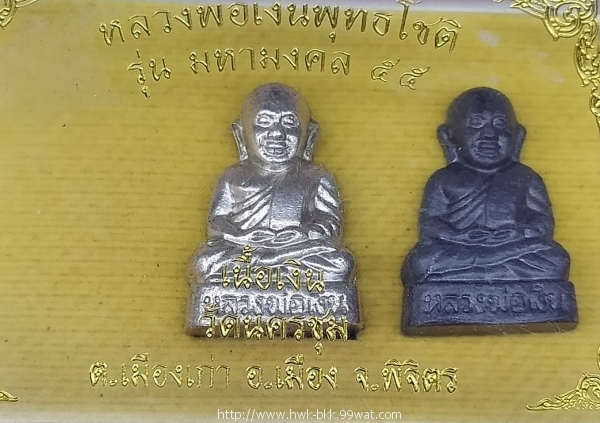 หลวงพ่อเงินพุทธโชติ
รุ่น มหามงคล ๕๕
เนื้อเงิน
หลวงพ่อเงิน
หลวงพ่อเงิน
วัดนครชุม
ต.เมืองเก่า อ.เมือง จ.พิจิตร
http://www.hwk-bkk.99wat.com